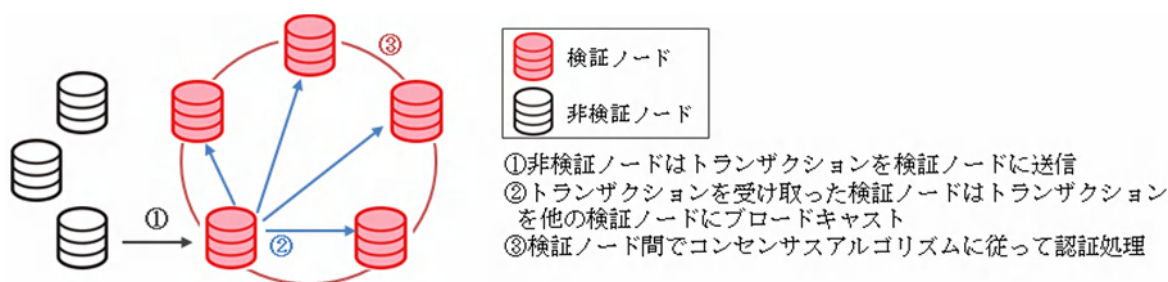 ③
検証ノード
非検証ノード
①
②
①非検証ノードはトランザクションを検証ノードに送信
②トランザクションを受け取った検証ノードはトランザクション
を他の検証ノードにブロードキャスト
③検証ノード間でコンセンサスアルゴリズムに従って認証処理